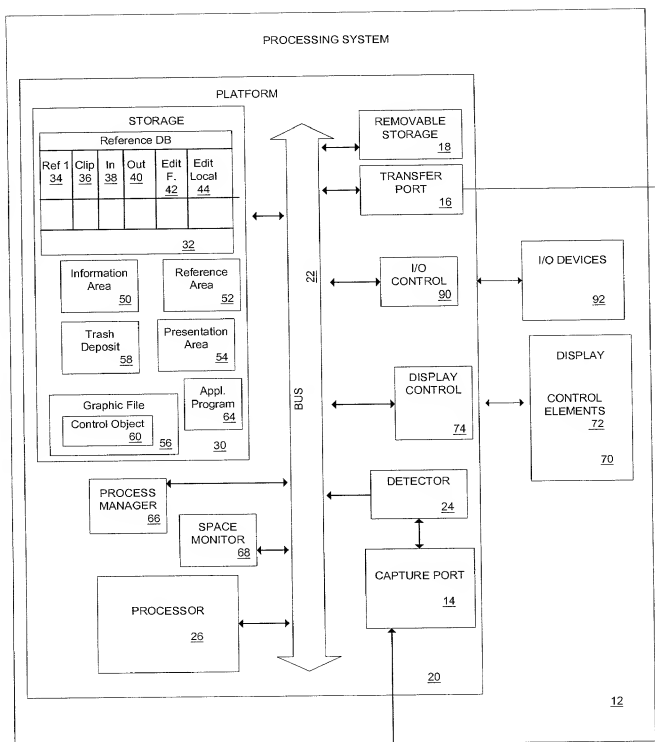 PROCESSING SYSTEM
PLATFORM
STORAGE
Reference DB
Ref 1
34
Clip
36
In
38
Out
40
Edit
F.
42
Edit
Local
44
32
Information
Area
50
Reference
Area
52
Trash
Deposit
58
Presentation
Area
54
Graphic File
Control Object
60
56
Appl.
Program
64
30
PROCESS
MANAGER
66
SPACE
MONITOR
68
PROCESSOR
26
22
BUS
REMOVABLE
STORAGE
18
TRANSFER
PORT
16
I/O
CONTROL
90
DISPLAY
CONTROL
74
DETECTOR
24
CAPTURE PORT
14
20
I/O DEVICES
92
DISPLAY
CONTROL
ELEMENTS
72
70
12